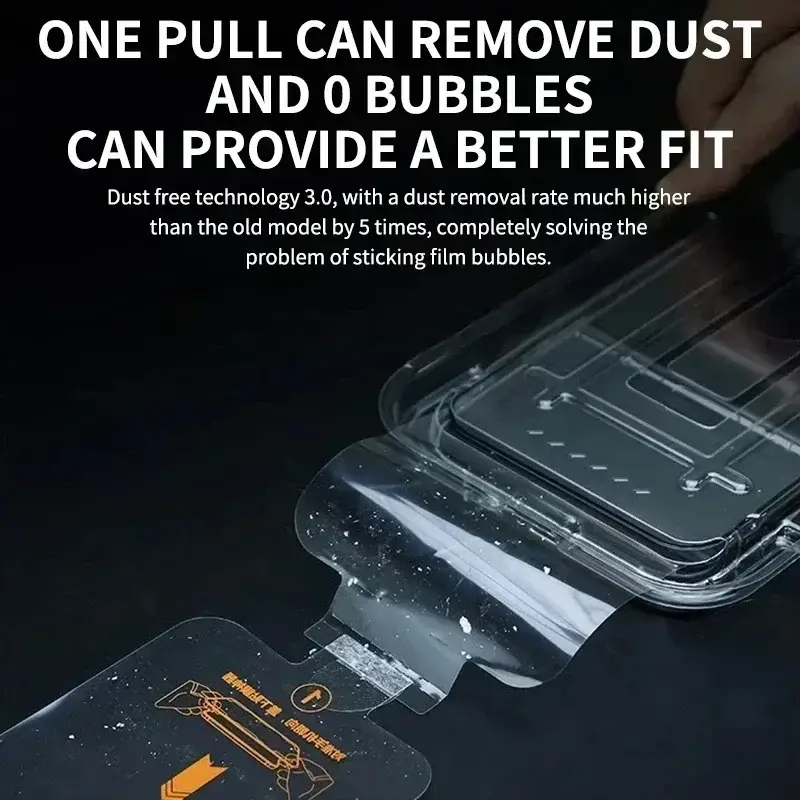 ONE PULL CAN REMOVE DUST
AND 0 BUBBLES
CAN PROVIDE A BETTER FIT
Dust free technology 3.0, with a dust removal rate much higher
than the old model by 5 times, completely solving the
problem of sticking film bubbles.
1